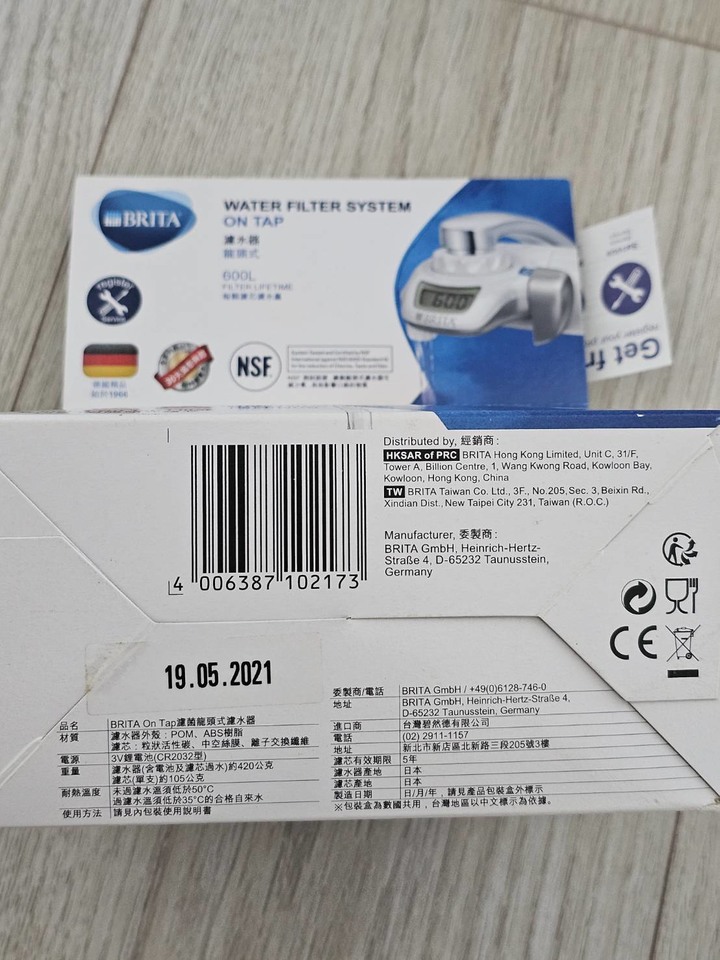 BRITA
WATER FILTER SYSTEM
ON TAP
濾水器
龍頭式
600L
FILTER LIFETIME
register
service
600
BRITA
NSF
始於1966
service
Get fr
register your
Distributed by, 經銷商:
HKSAR of PRC BRITA Hong Kong Limited, Unit C, 31/F,
Tower A, Billion Centre, 1, Wang Kwong Road, Kowloon Bay,
Kowloon, Hong Kong, China
TW BRITA Taiwan Co. Ltd., 3F., No.205, Sec. 3, Beixin Rd.,
Xindian Dist., New Taipei City 231, Taiwan (R.O.C.)
Manufacturer, 委製商:
BRITA GmbH, Heinrich-Hertz-
Straße 4, D-65232 Taunusstein,
Germany
4 006387 102173
CE
19.05.2021
品名 BRITA On Tap濾菌龍頭式濾水器
材質 濾水器外殼:POM、ABS樹脂
濾芯:粒狀活性碳、中空絲膜、離子交換纖維
電源 3V鋰電池(CR2032型)
重量 濾水器(含電池及濾芯過水)約420公克
濾芯(單支)約105公克
耐熱溫度 未過濾水溫須低於50°C
過濾水溫須低於35°C的合格自來水
使用方法 請見內包裝使用說明書
委製商/電話 BRITA GmbH / +49(0)6128-746-0
地址 BRITA GmbH, Heinrich-Hertz-Straße 4,
D-65232 Taunusstein, Germany
進口商 台灣碧然德有限公司
電話 (02) 2911-1157
地址 新北市新店區北新路三段205號3樓
濾芯有效期限 5年
濾水器產地 日本
濾芯產地 日本
製造日期 日/月/年,請見產品包裝盒外標示
※包裝盒為數國共用,台灣地區以中文標示為依據。